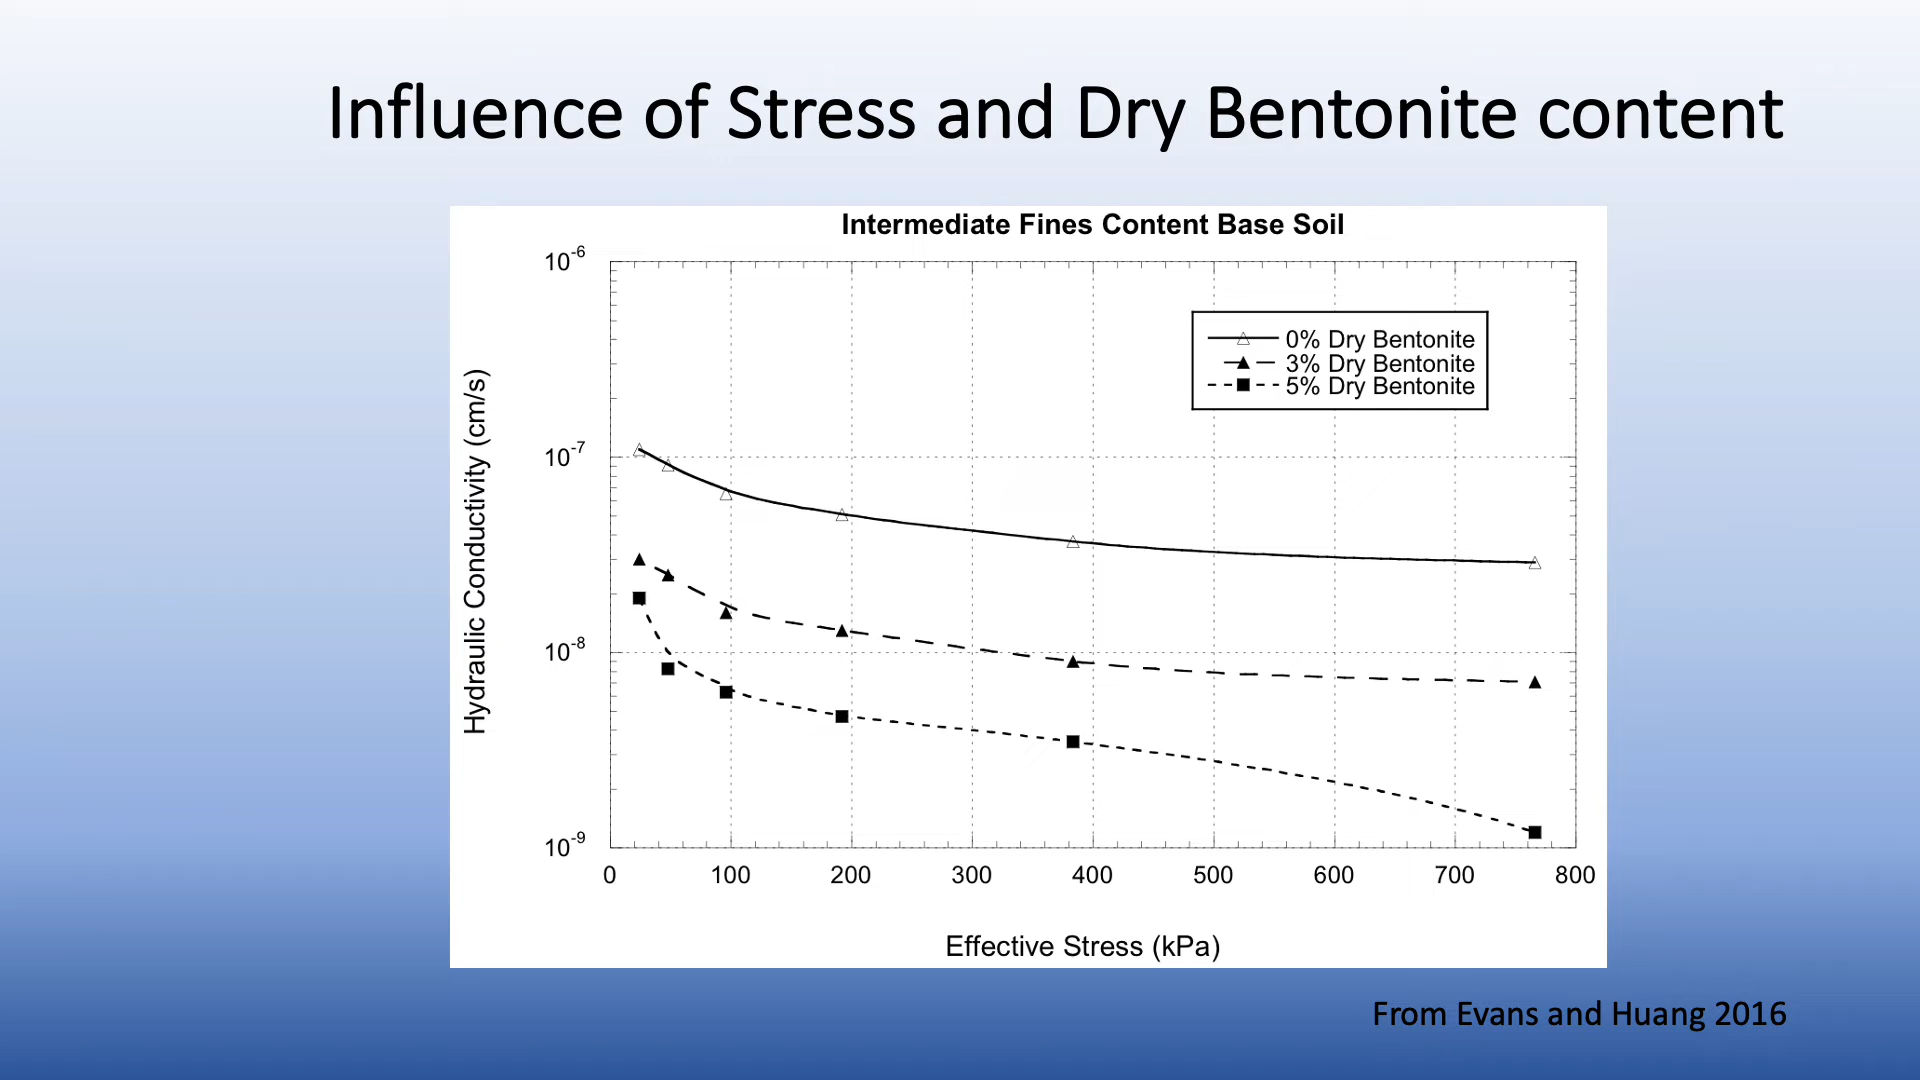 Influence of Stress and Dry Bentonite content
Intermediate Fines Content Base Soil
10-6
10-7
10-8
10-9
Hydraulic Conductivity (cm/s)
0% Dry Bentonite
3% Dry Bentonite
5% Dry Bentonite
0 100 200 300 400 500 600 700 800
Effective Stress (kPa)
From Evans and Huang 2016